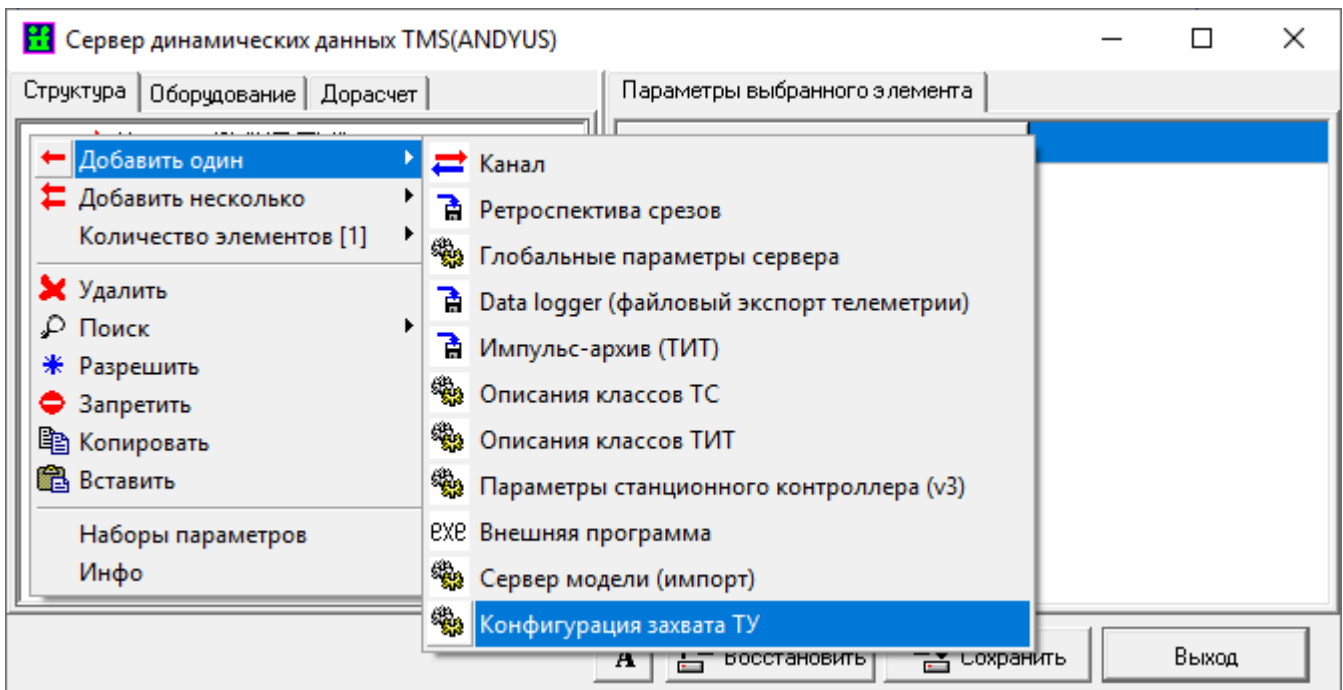 Сервер динамических данных TMS(ANDYUS)
Структура Оборудование Дорасчет Параметры выбранного элемента
Добавить один
Добавить несколько
Количество элементов [1]
Удалить
Поиск
Разрешить
Запретить
Копировать
Вставить
Наборы параметров
Инфо
Канал
Ретроспектива срезов
Глобальные параметры сервера
Data logger (файловый экспорт телеметрии)
Импульс-архив (ТИТ)
Описания классов ТС
Описания классов ТИТ
Параметры станционного контроллера (v3)
exe Внешняя программа
Сервер модели (импорт)
Конфигурация захвата ТУ
А Восстановить Сохранить Выход